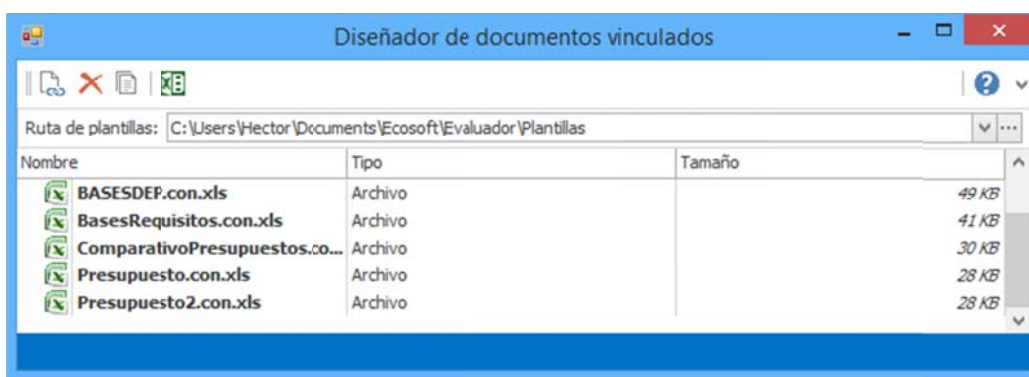 Diseñador de documentos vinculados
Ruta de plantillas: C:\Users\Hector\Documents\Ecosoft\Evaluador\Plantillas
Nombre Tipo Tamaño
BASESDEP.con.xls Archivo 49 KB
BasesRequisitos.con.xls Archivo 41 KB
ComparativoPresupuestos.co... Archivo 30 KB
Presupuesto.con.xls Archivo 28 KB
Presupuesto2.con.xls Archivo 28 KB